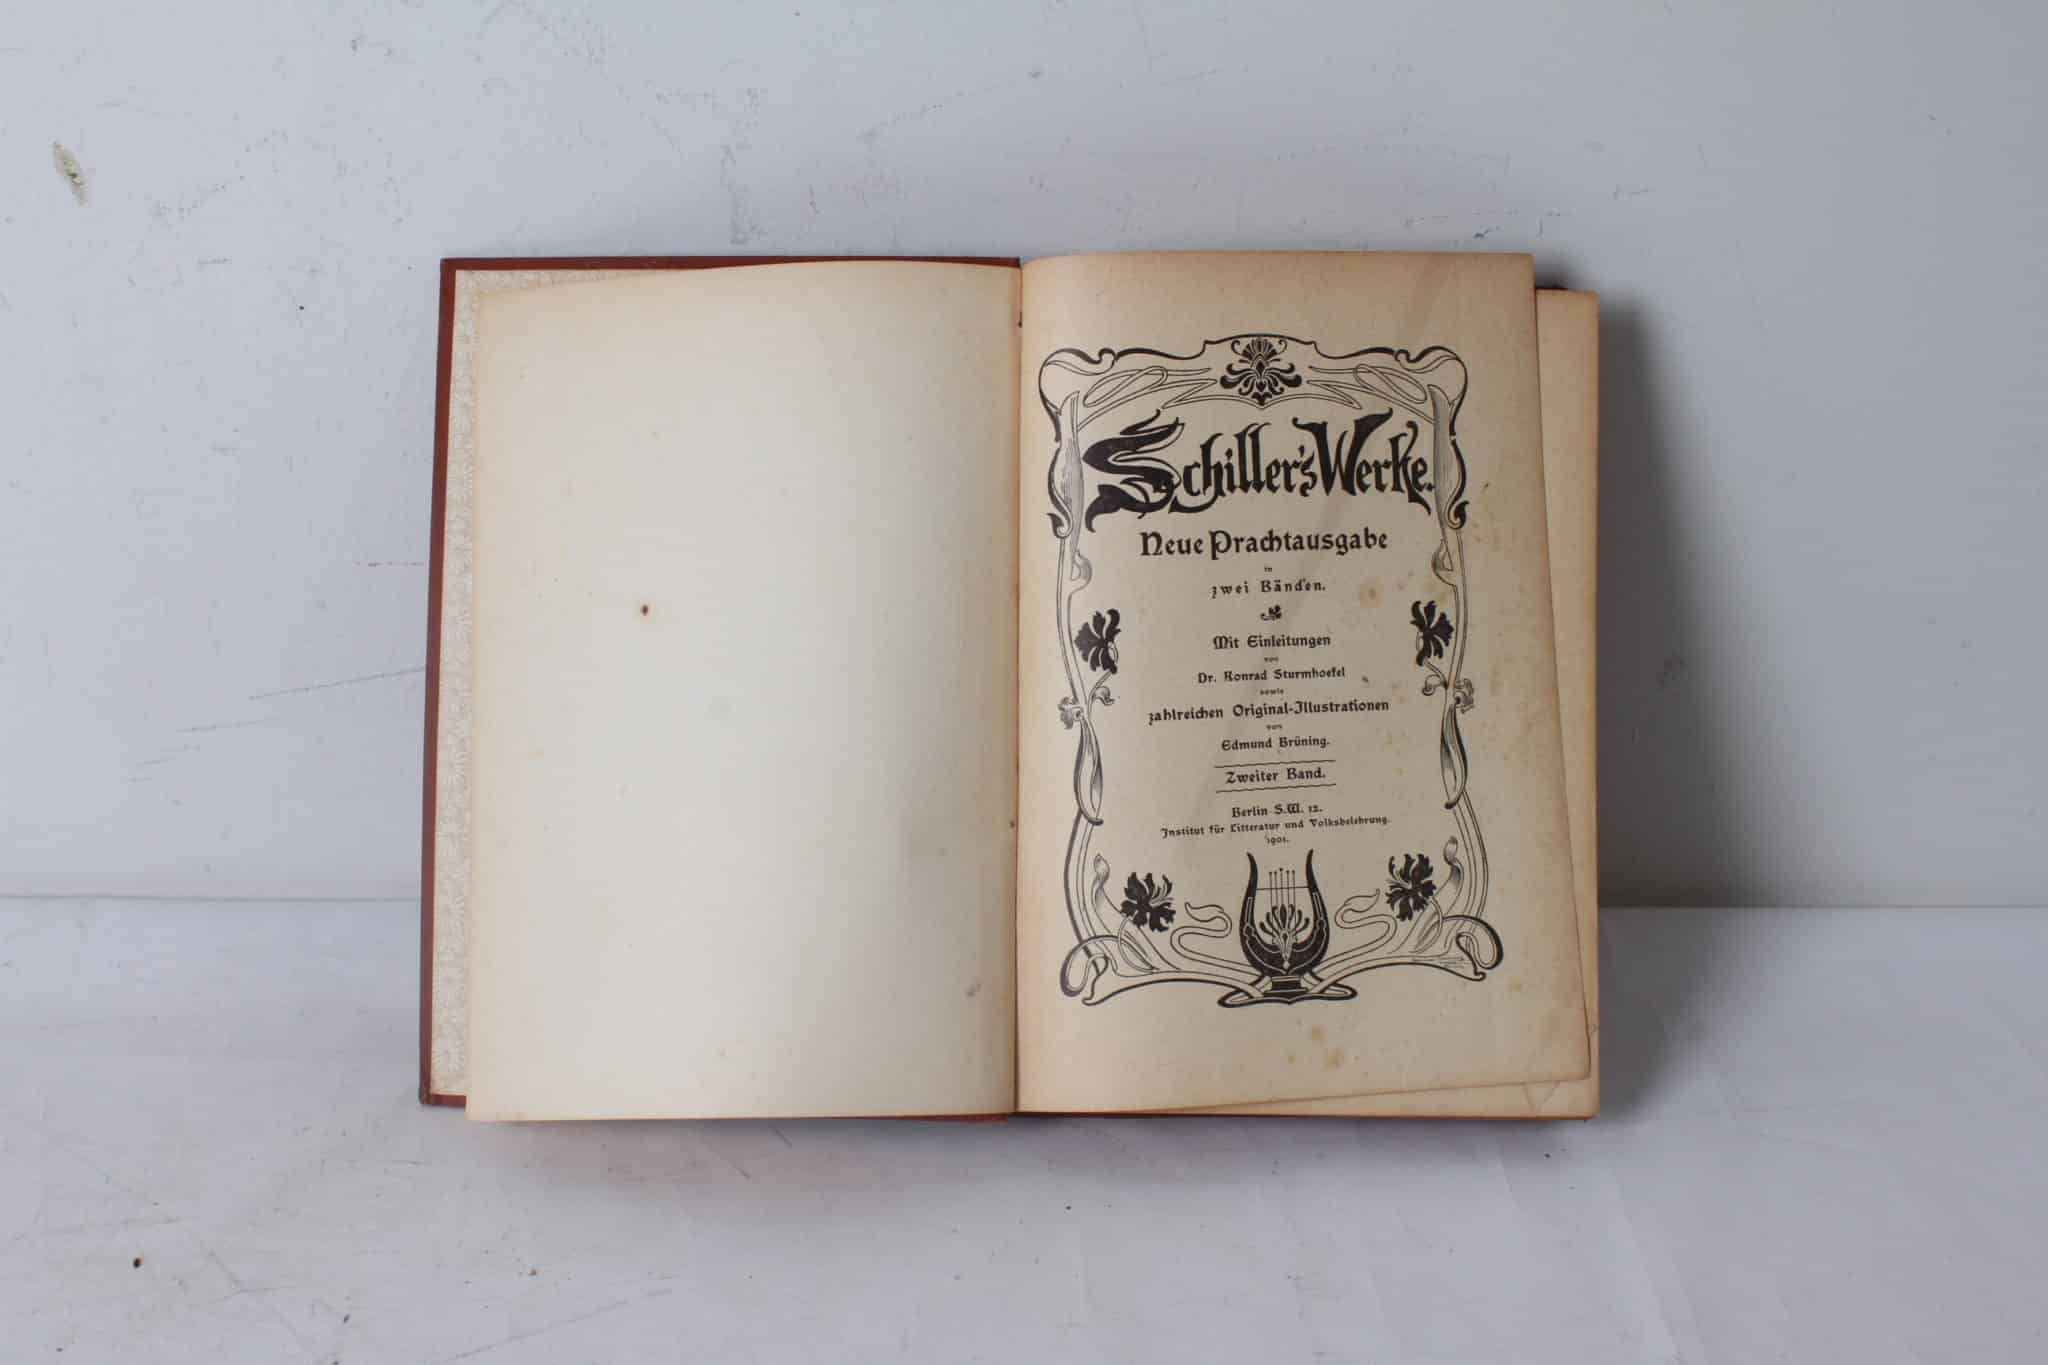 Schiller's Werke.
Neue Prachtausgabe
in
zwei Bänden.
Mit Einleitungen
von
Dr. Konrad Sturmhoefel
sowie
zahlreichen Original-Illustrationen
von
Edmund Brüning.
Zweiter Band.
Berlin S.W. 12.
Institut für Litteratur und Volksbelehrung.
1901.